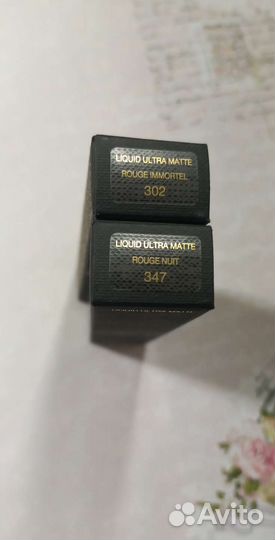 LIQUID ULTRA MATTE
ROUGE IMMORTEL
302
LIQUID ULTRA MATTE
ROUGE NUIT
347
Avito